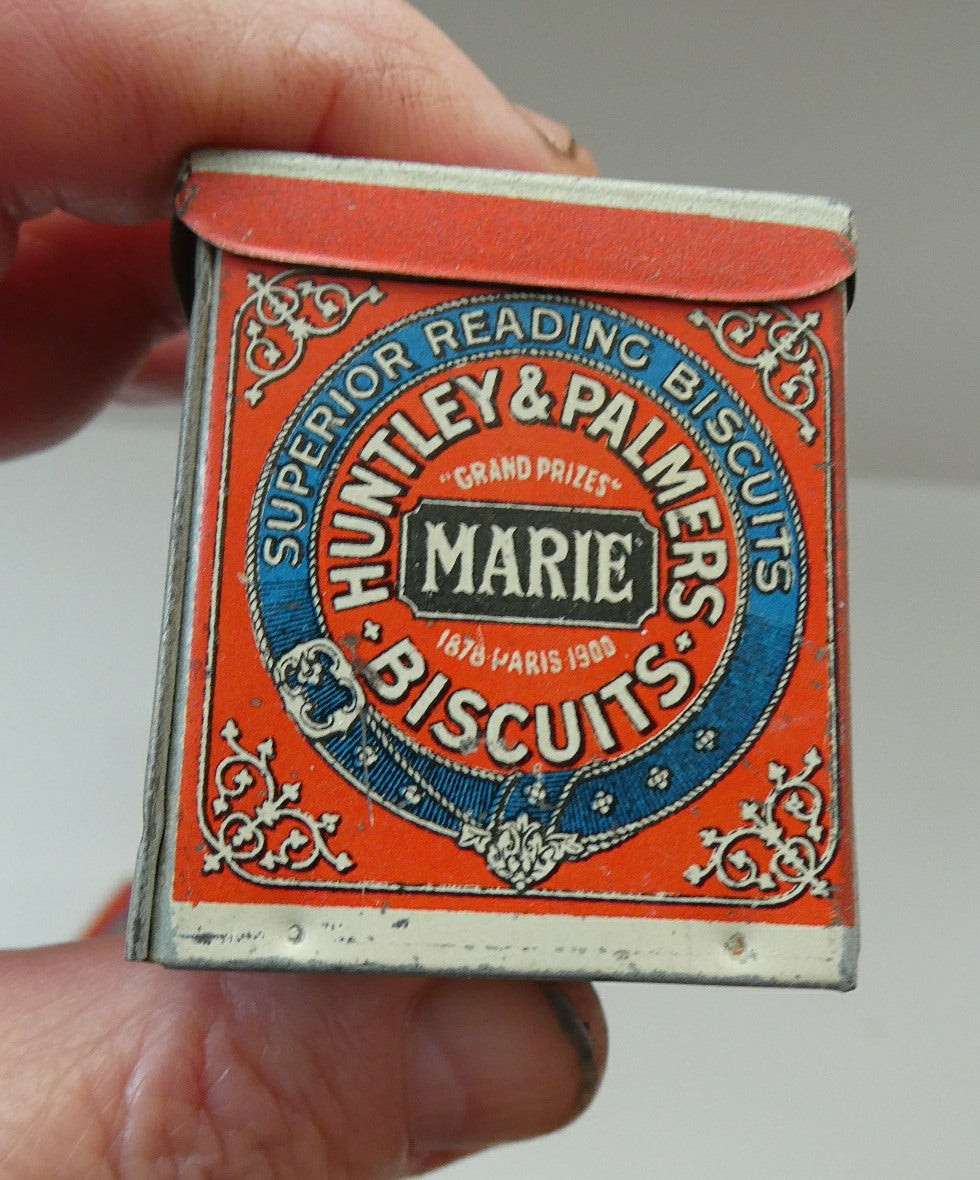 SUPERIOR READING BISCUITS
HUNTLEY & PALMERS
"GRAND PRIZES"
MARIE
1878·PARIS·1900
BISCUITS